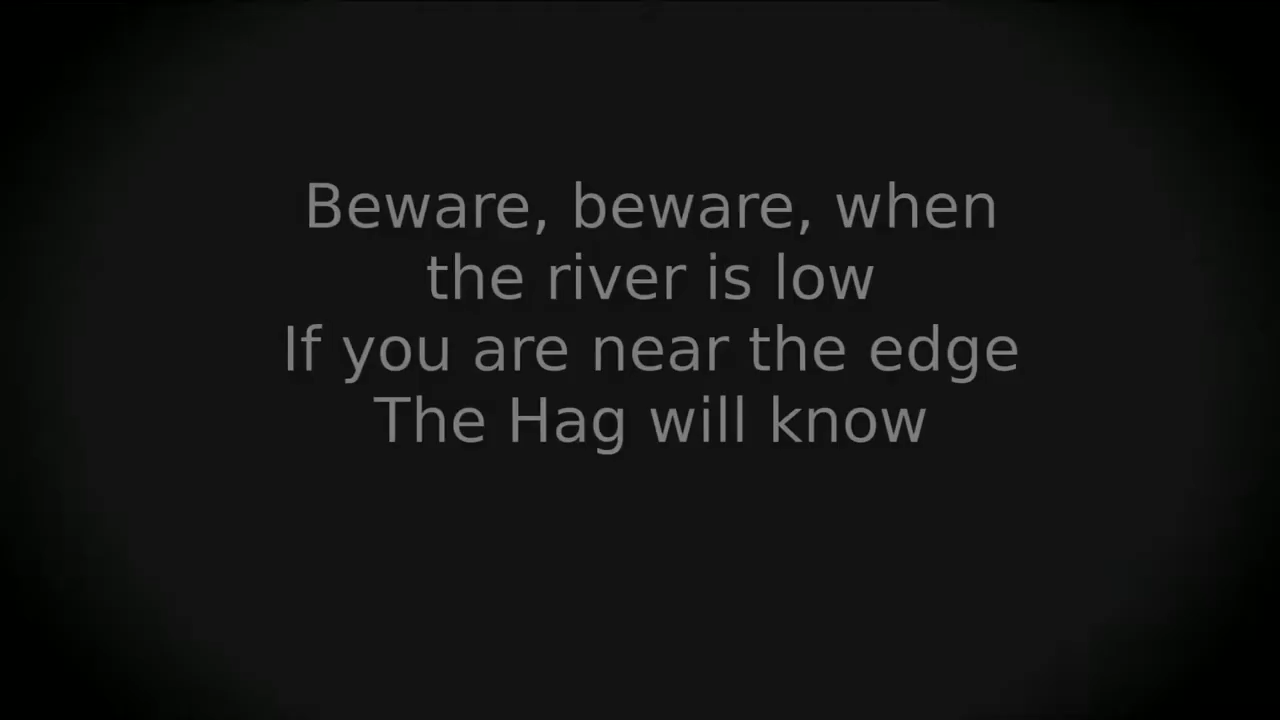 Beware, beware, when
the river is low
If you are near the edge
The Hag will know